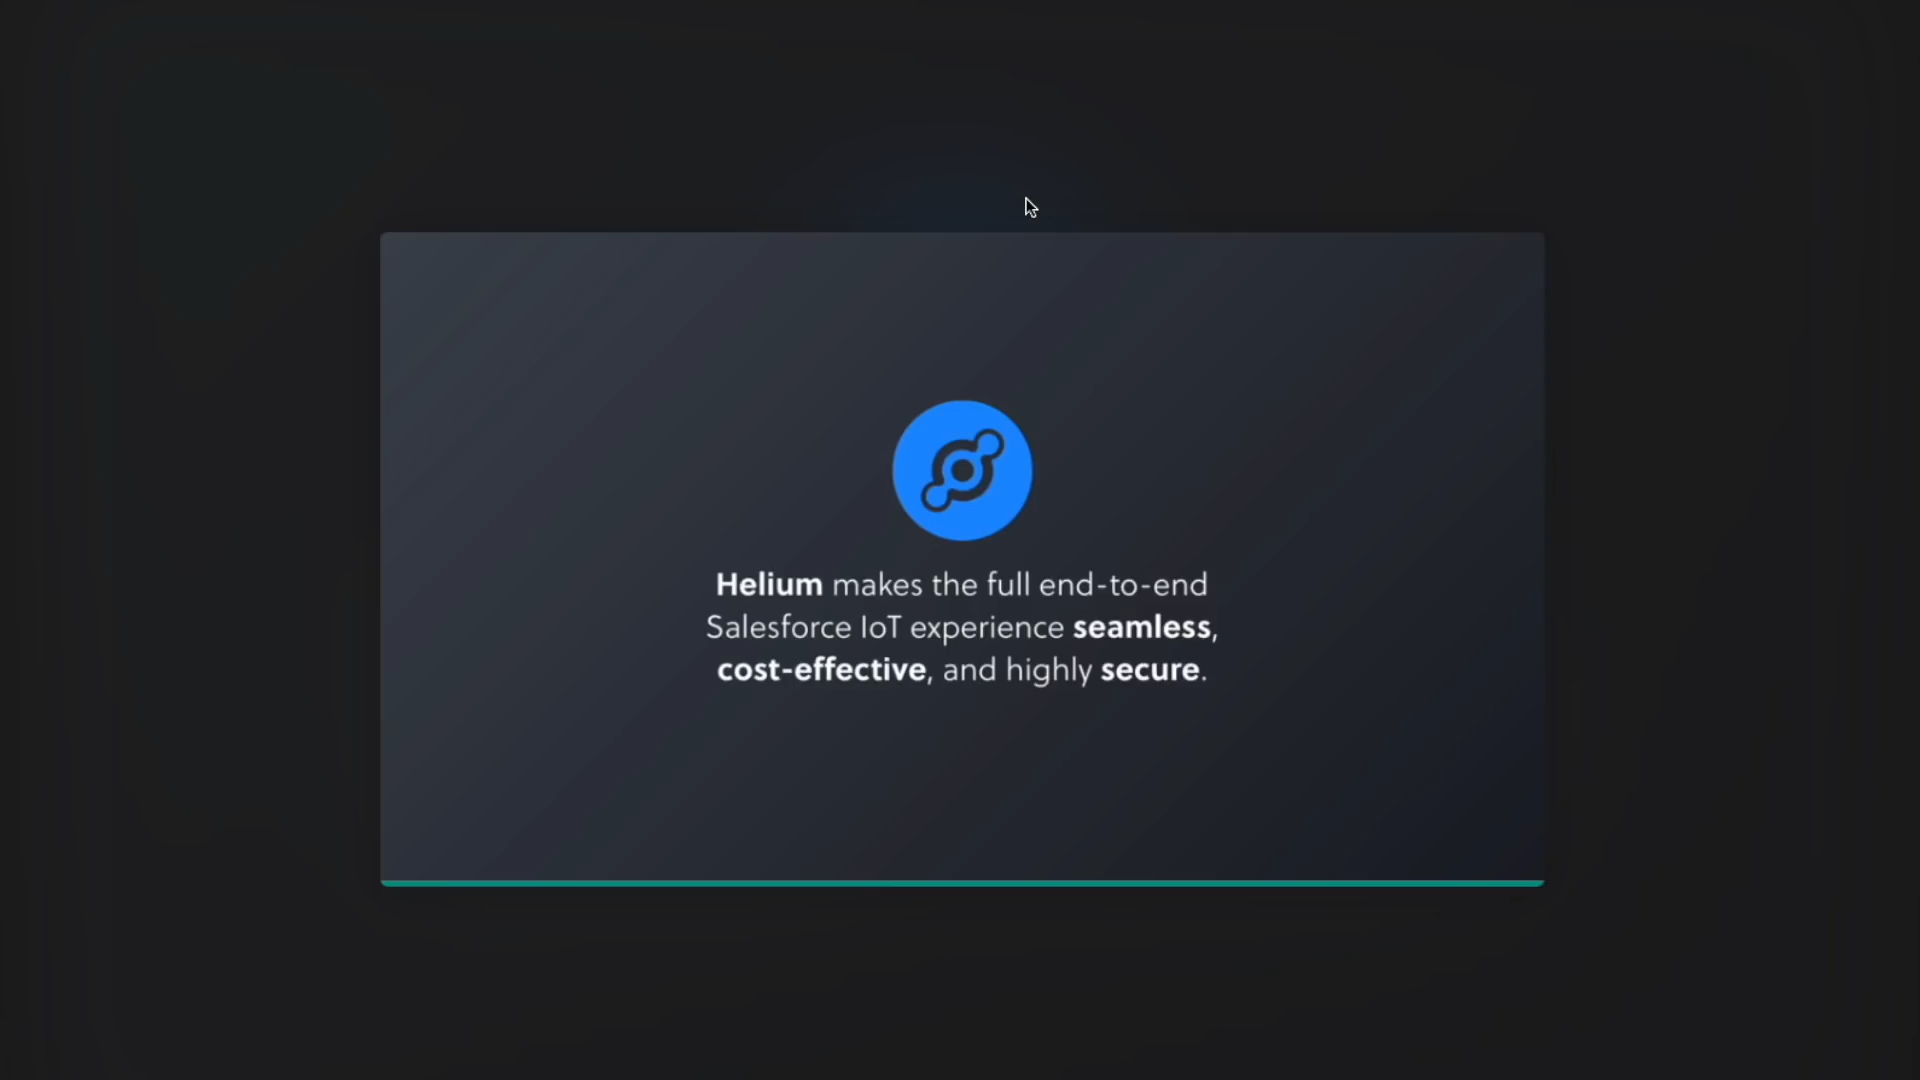 Helium makes the full end-to-end
Salesforce IoT experience seamless,
cost-effective, and highly secure.